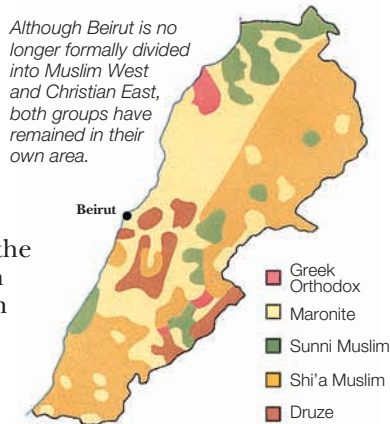 Although Beirut is no
longer formally divided
into Muslim West
and Christian East,
both groups have
remained in their
own area.
Beirut
the
n
Greek
Orthodox
Maronite
Sunni Muslim
Shi'a Muslim
Druze